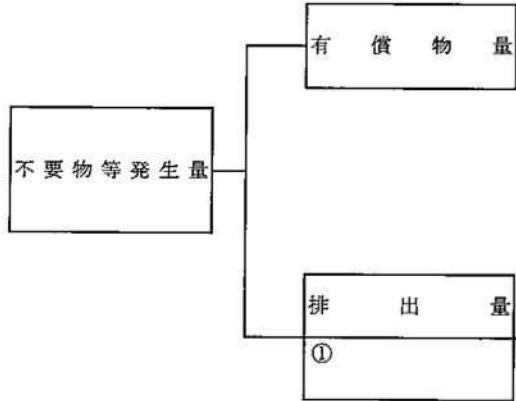 有償物量
不要物等発生量
排出量
①